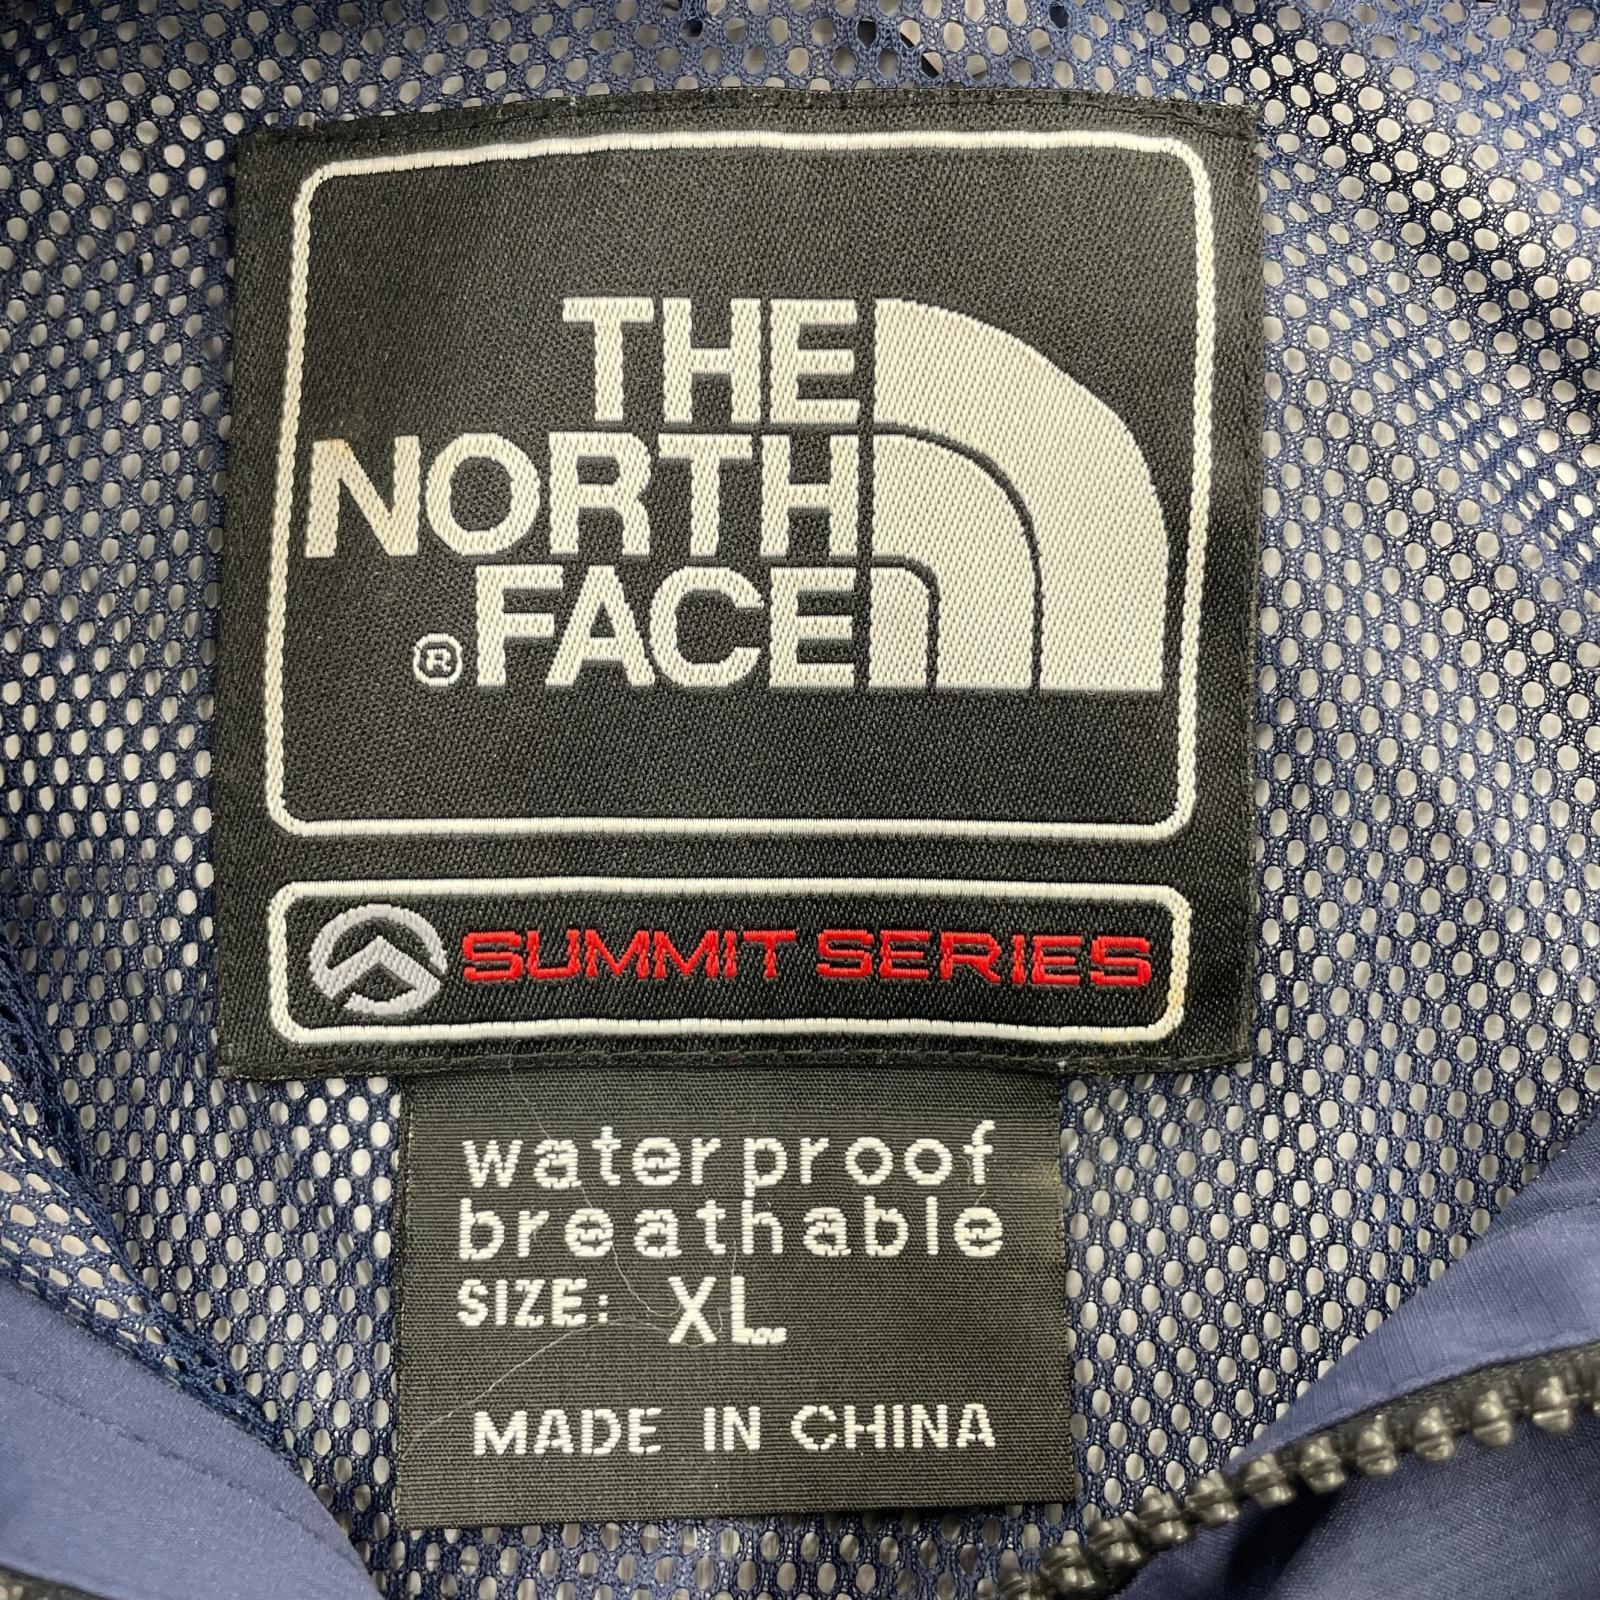 THE
NORTH
® FACE
SUMMIT SERIES
waterproof
breathable
SIZE: XL
MADE IN CHINA